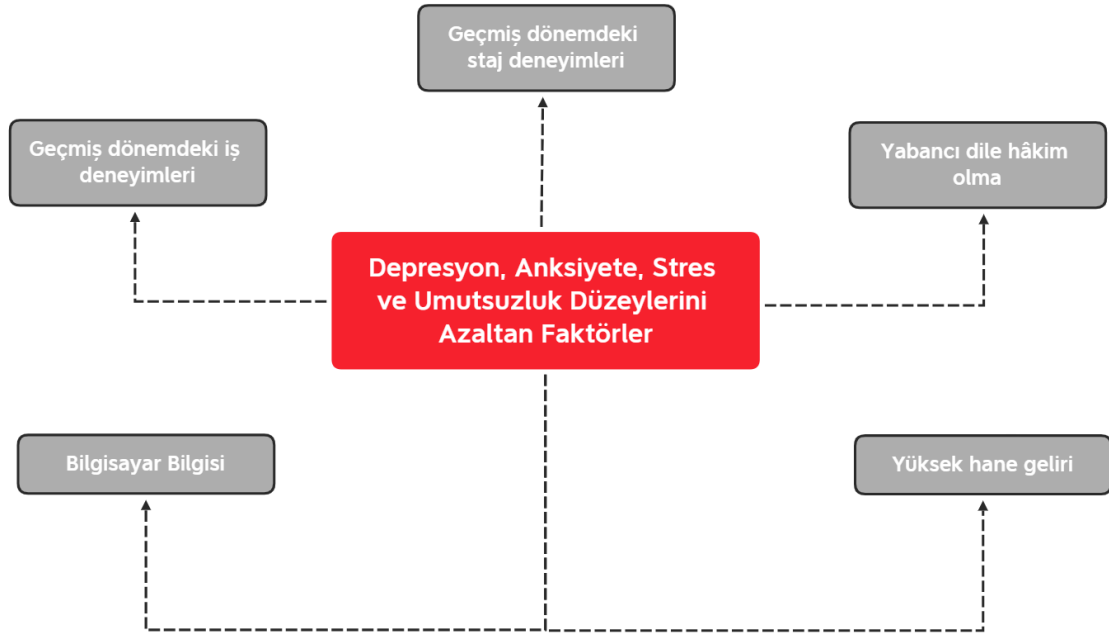 Geçmiş dönemdeki
staj deneyimleri
Geçmiş dönemdeki iş
deneyimleri
Yabancı dile hâkim
olma
Depresyon, Anksiyete, Stres
ve Umutsuzluk Düzeylerini
Azaltan Faktörler
Bilgisayar Bilgisi
Yüksek hane geliri